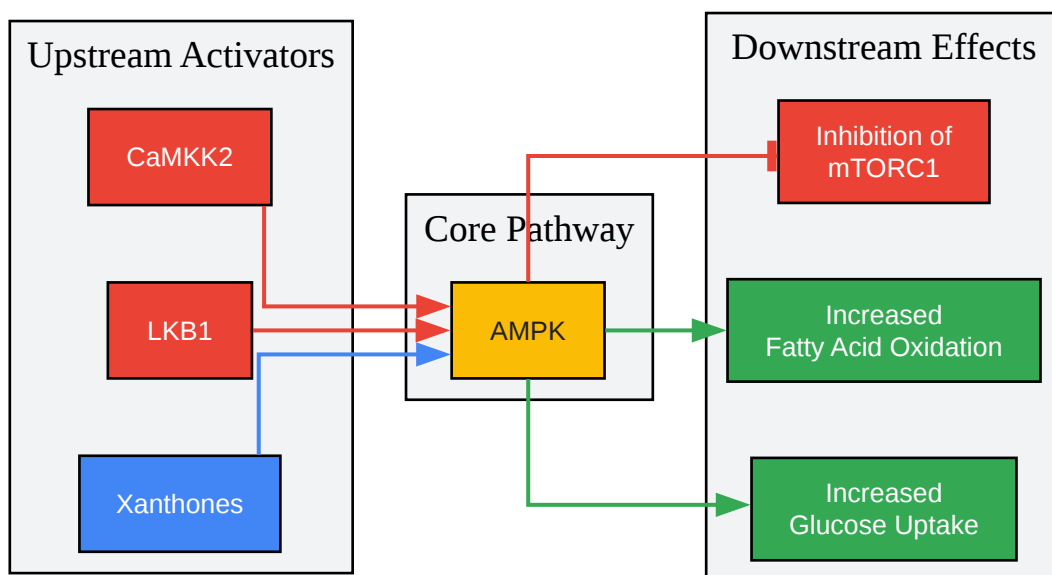 Upstream Activators
CaMKK2
LKB1
Xanthones
Core Pathway
AMPK
Downstream Effects
Inhibition of
mTORC1
Increased
Fatty Acid Oxidation
Increased
Glucose Uptake